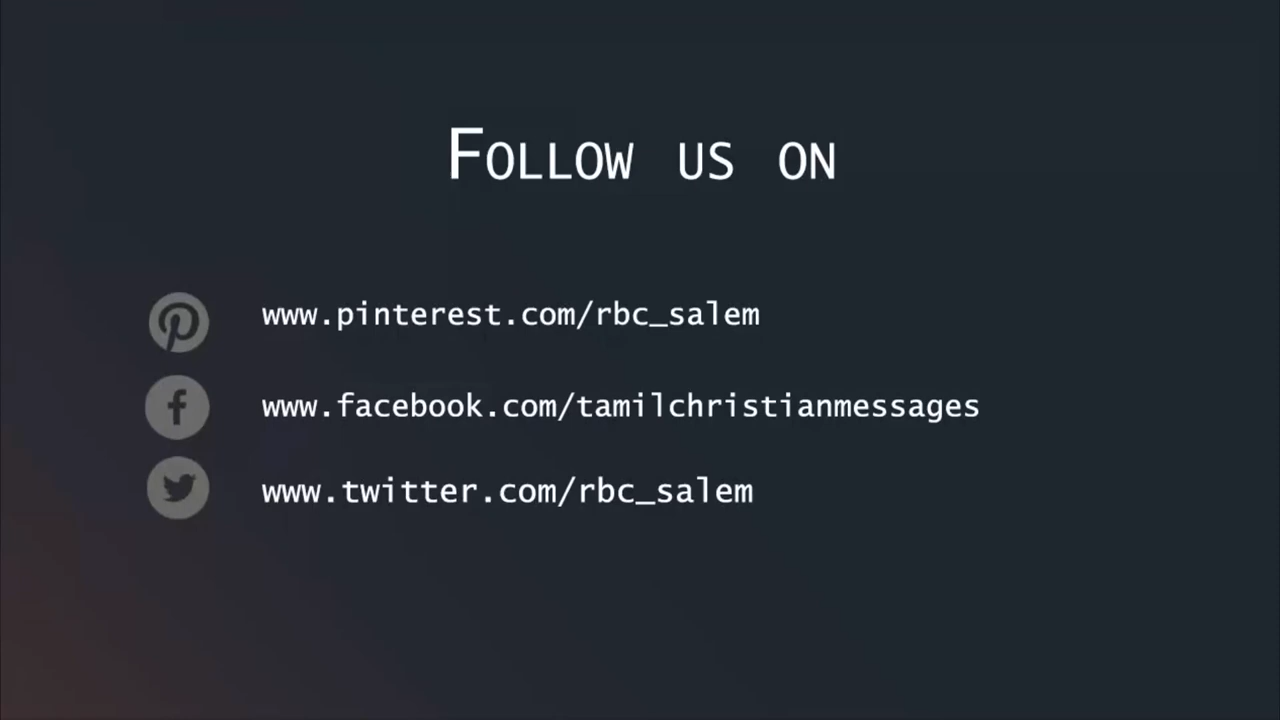 Follow us on
www.pinterest.com/rbc_salem
www.facebook.com/tamilchristianmessages
www.twitter.com/rbc_salem